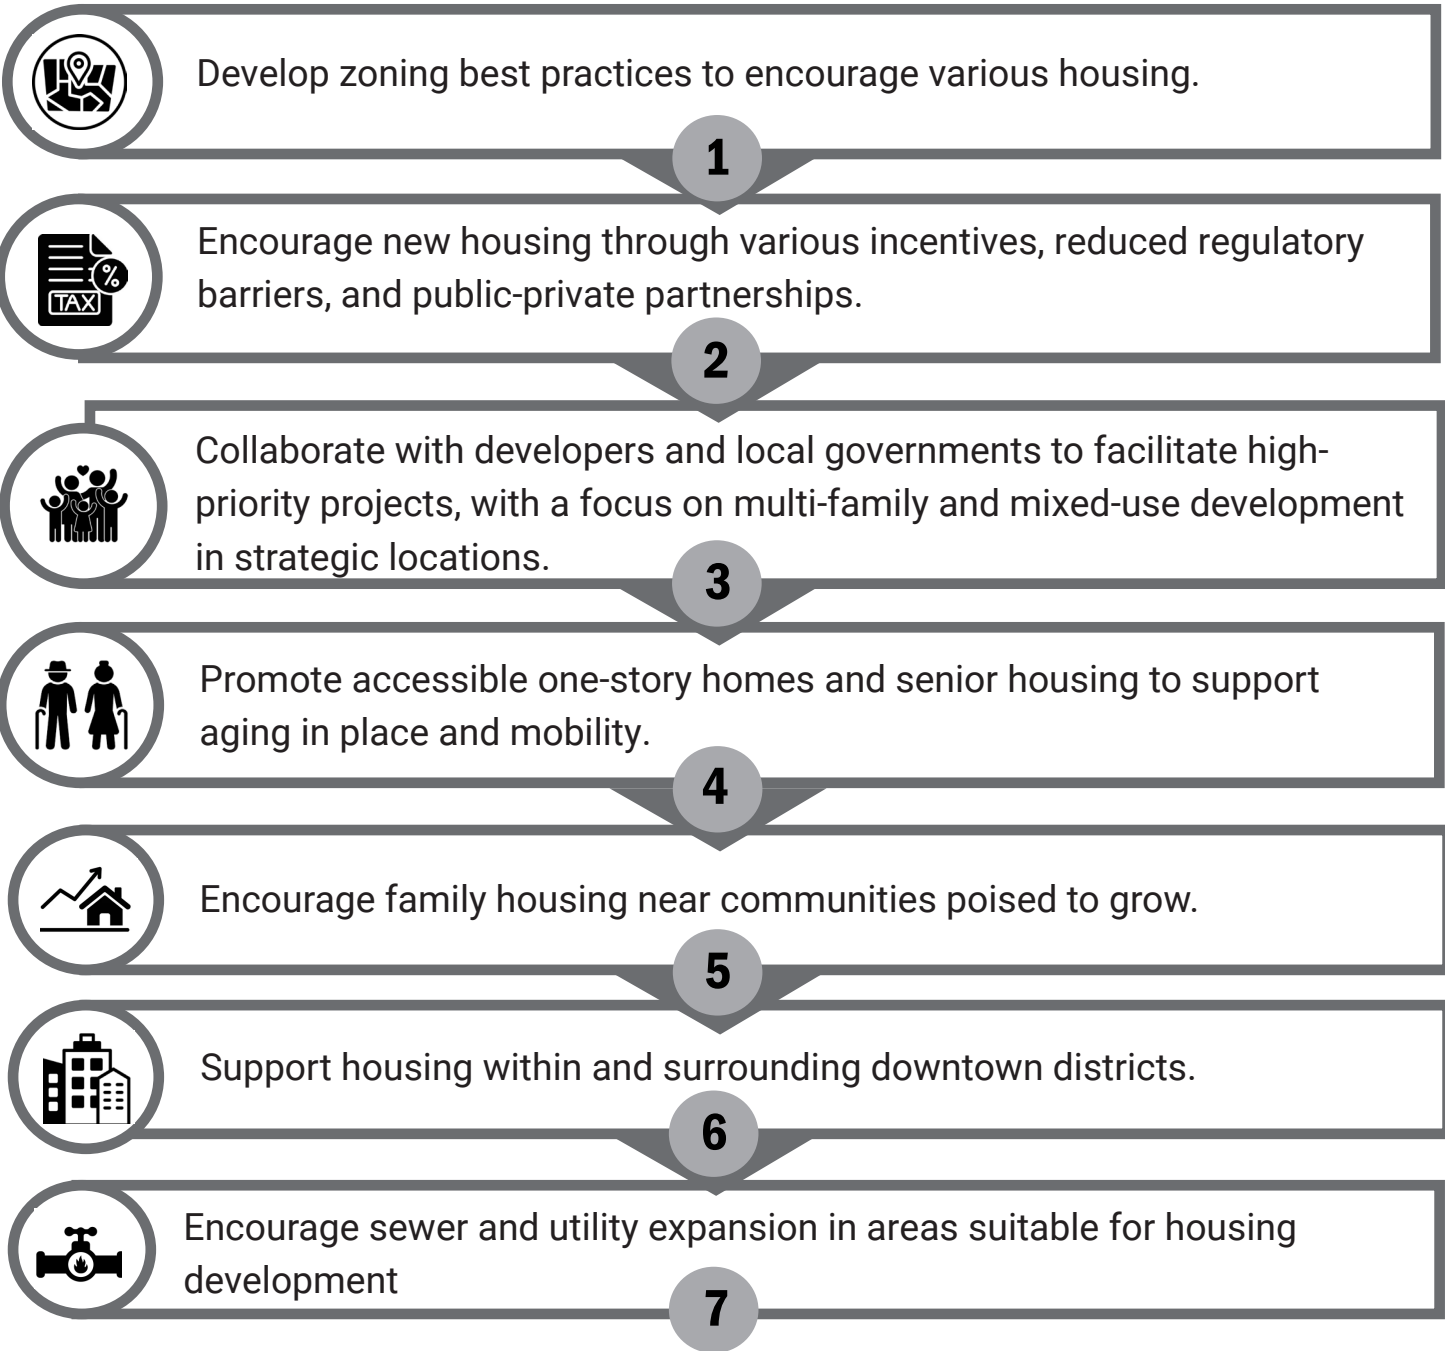 Develop zoning best practices to encourage various housing.
1
Encourage new housing through various incentives, reduced regulatory
barriers, and public-private partnerships.
TAX
%
2
Collaborate with developers and local governments to facilitate high-
priority projects, with a focus on multi-family and mixed-use development
in strategic locations.
3
Promote accessible one-story homes and senior housing to support
aging in place and mobility.
4
Encourage family housing near communities poised to grow.
5
Support housing within and surrounding downtown districts.
6
Encourage sewer and utility expansion in areas suitable for housing
development
7